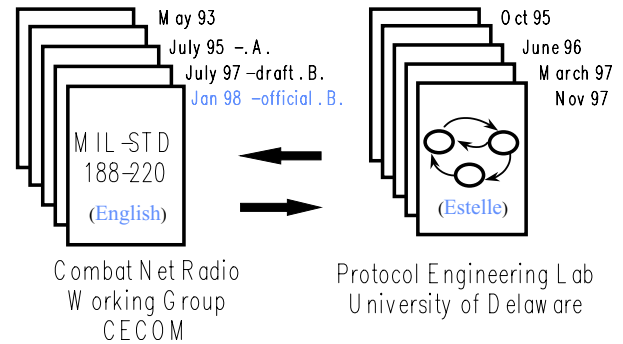 May 93
July 95 -.A.
July 97 -draft.B.
Jan 98 -official.B.
MIL-STD
188-220
(English)
Combat Net Radio
Working Group
CECOM
Oct 95
June 96
March 97
Nov 97
(Estelle)
Protocol Engineering Lab
University of Delaware